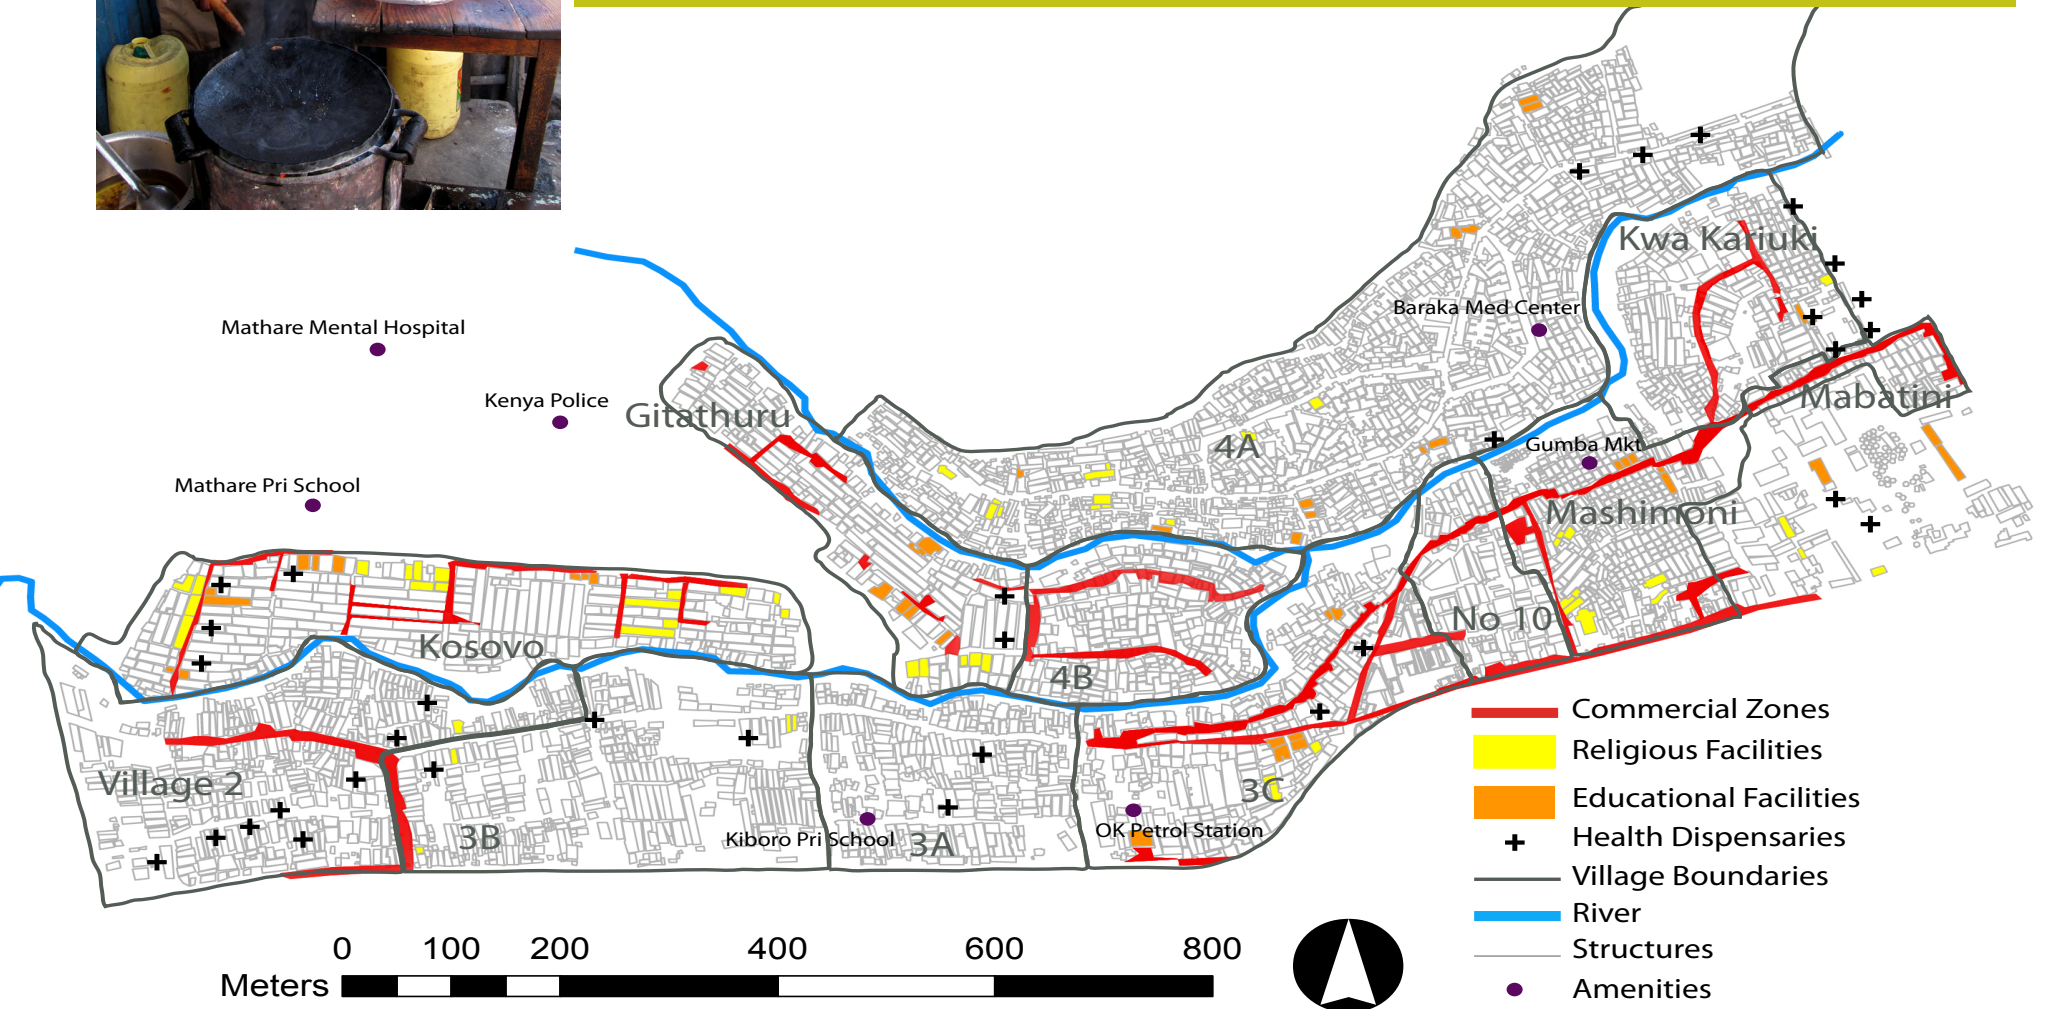 Kwa Kariuki
Baraka Med Center
Mathare Mental Hospital
Kenya Police
Gitathuru
Mabatini
4A
Gumba Mkt
Mathare Pri School
Mashimoni
No 10
Kosovo
4B
Village 2
3B
Kiboro Pri School
3A
3C
OK Petrol Station
Commercial Zones
Religious Facilities
Educational Facilities
Health Dispensaries
Village Boundaries
River
Structures
Amenities
0 100 200 400 600 800
Meters